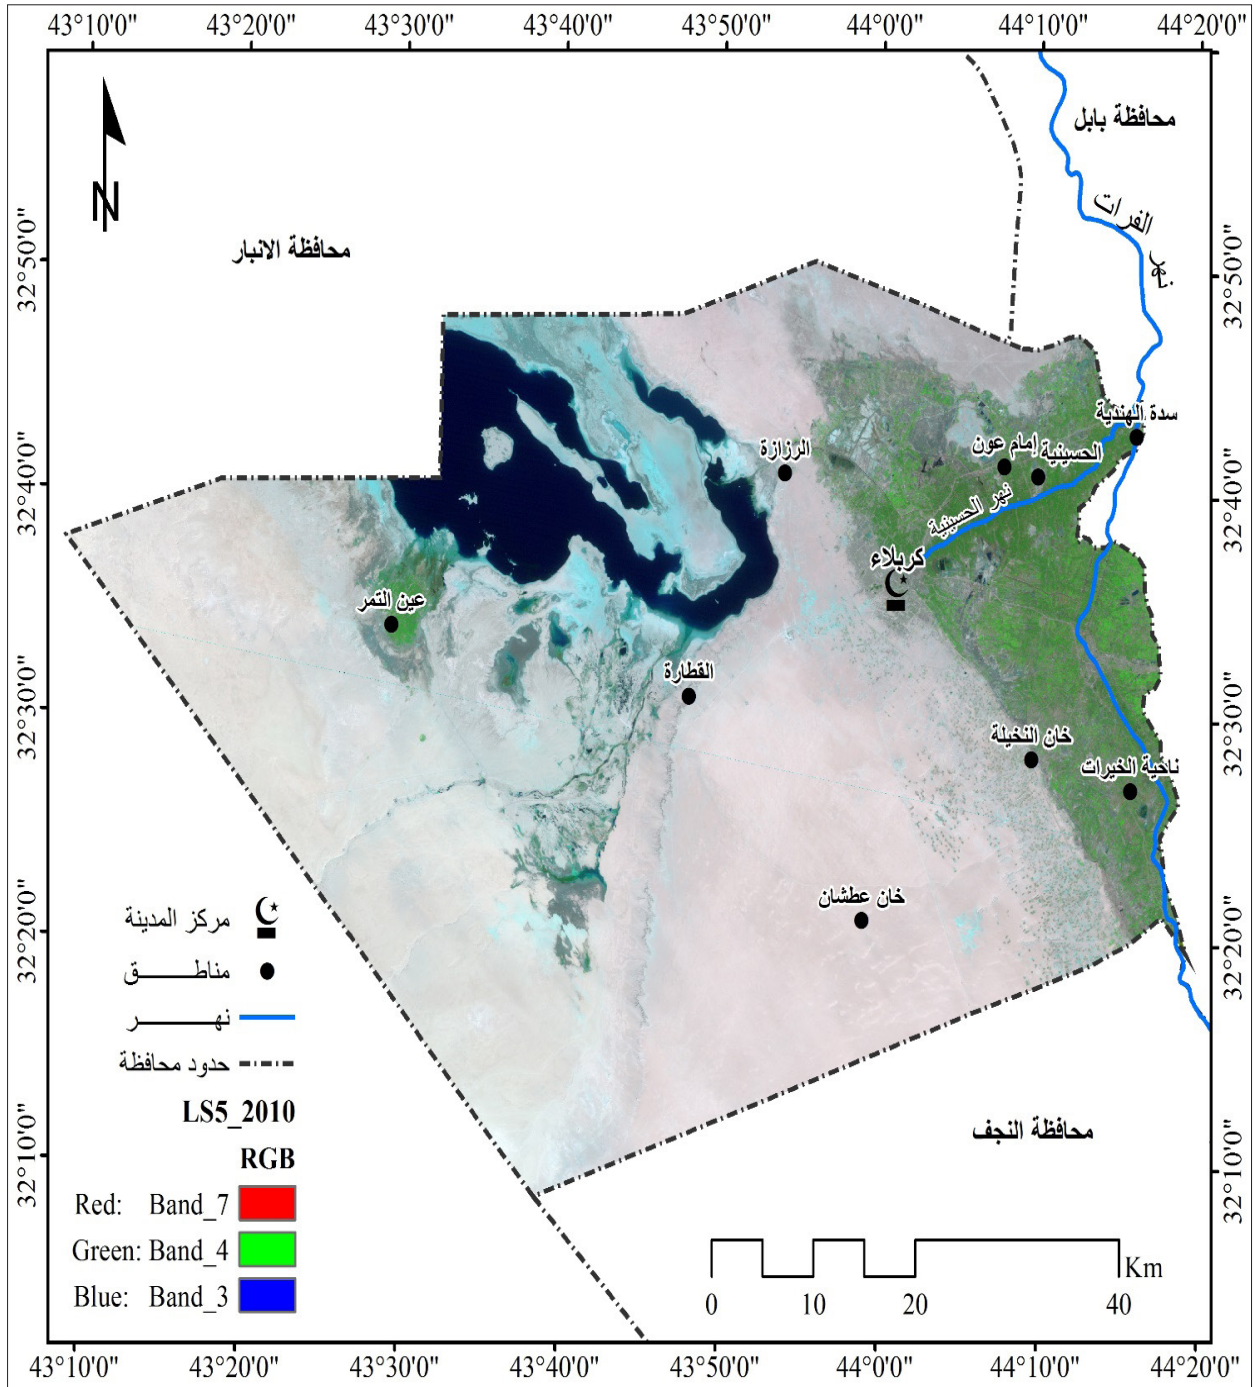 43°10'0" 43°20'0" 43°30'0" 43°40'0" 43°50'0" 44°00'0" 44°10'0" 44°20'0"
N
محافظة بابل
نهر الفرات
محافظة الانبار
32°50'0"
32°50'0"
سدة الهندية
الحسينية
إمام عون
الرزازة
32°40'0"
32°40'0"
نهر الحسينية
كربلاء
عين التمر
القطارة
32°30'0"
32°30'0"
خان النخيلة
ناحية الخيرات
خان عطشان
32°20'0"
32°20'0"
مركز المدينة
مناطـــــــق
نهـــــــــر
حدود محافظة
LS5_2010
RGB
محافظة النجف
32°10'0"
32°10'0"
Red: Band_7
Green: Band_4
Blue: Band_3
Km
0 10 20 40
43°10'0" 43°20'0" 43°30'0" 43°40'0" 43°50'0" 44°00'0" 44°10'0" 44°20'0"